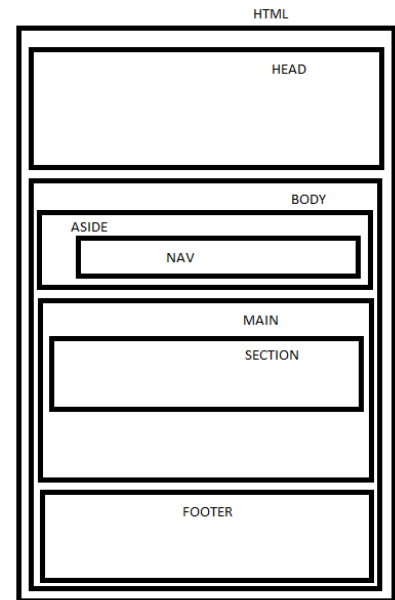 HTML
HEAD
BODY
ASIDE
NAV
MAIN
SECTION
FOOTER